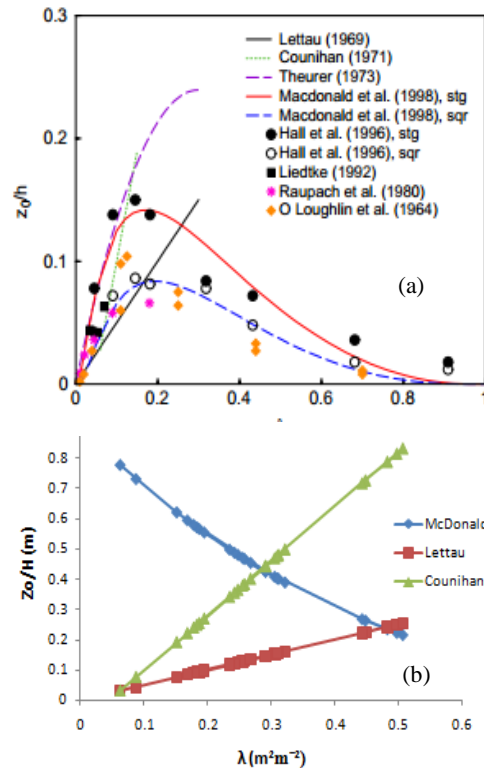 0.3
Lettau (1969)
Counihan (1971)
Theurer (1973)
Macdonald et al. (1998), stg
Macdonald et al. (1998), sqr
Hall et al. (1996), stg
Hall et al. (1996), sqr
Liedtke (1992)
Raupach et al. (1980)
O Loughlin et al. (1964)
0.2
z0/h
(a)
0.1
0
0 0.2 0.4 0.6 0.8 1
0.8
0.7
0.6
McDonald
0.5
Lettau
Zo/H (m)
0.4
Counihan
0.3
0.2
0.1
(b)
0
0 0.1 0.2 0.3 0.4 0.5 0.6
λ (m²m⁻²)